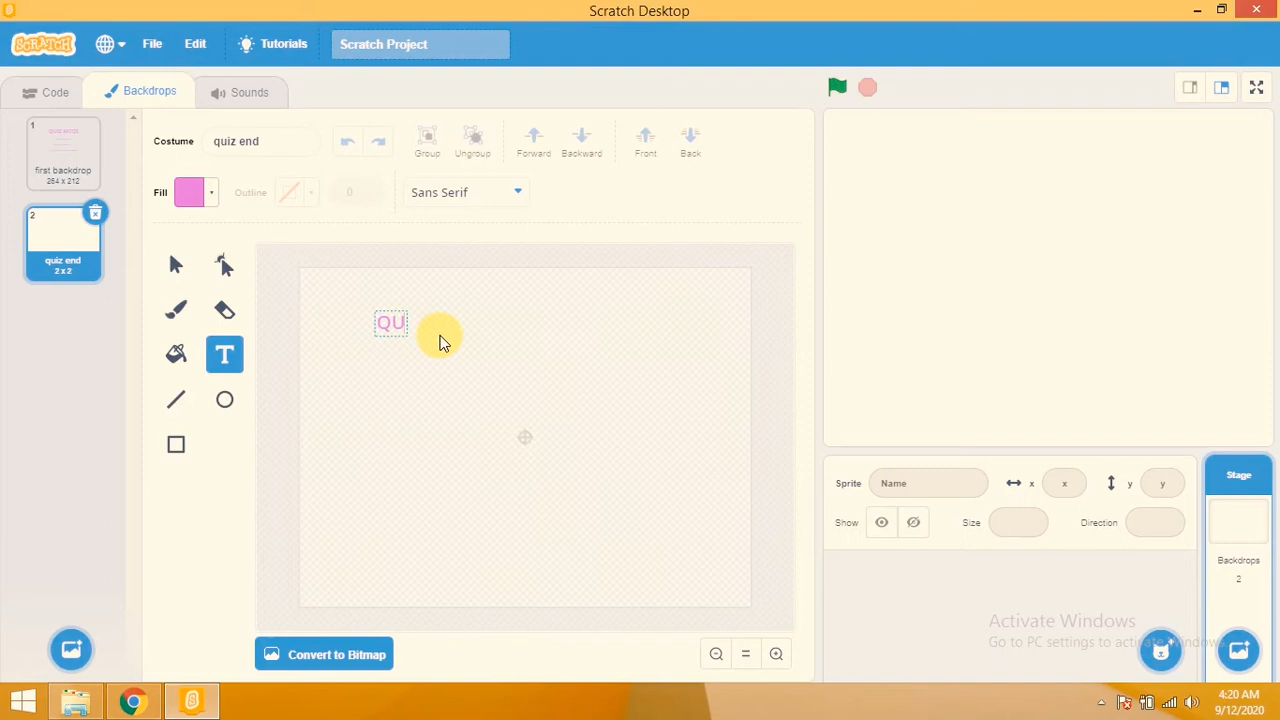 Scratch Desktop
SCRATCH File Edit Tutorials Scratch Project
Code Backdrops Sounds
1
first backdrop
264 x 212
2
quiz end
2 x 2
Costume quiz end Group Ungroup Forward Backward Front Back
Fill Outline 0 Sans Serif
T
QU
Convert to Bitmap
=
Sprite Name x x y y
Show Size Direction
Stage
Backdrops
2
Activate Windows
Go to PC settings to activate Windows.
4:20 AM
9/12/2020